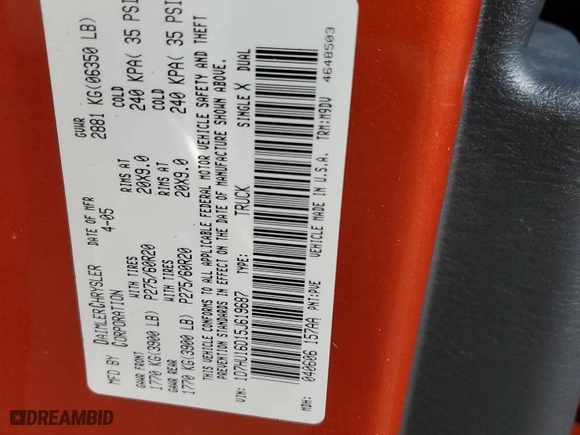 MFD BY DAIMLERCHRYSLER CORPORATION
DATE OF MFR 4-05
GVWR 2881 KG(06350 LB)
GAWR FRONT WITH TIRES RIMS AT COLD
1770 KG(3900 LB) P275/60R20 20X9.0 240 KPA( 35 PSI
GAWR REAR WITH TIRES RIMS AT COLD
1770 KG(3900 LB) P275/60R20 20X9.0 240 KPA( 35 PSI
THIS VEHICLE CONFORMS TO ALL APPLICABLE FEDERAL MOTOR VEHICLE SAFETY AND THEFT
PREVENTION STANDARDS IN EFFECT ON THE DATE OF MANUFACTURE SHOWN ABOVE.
VIN: 1D7HU18D15J619687 TYPE: TRUCK SINGLE X DUAL
MDH: 040606 157AA PNT:PVE VEHICLE MADE IN U.S.A. TRM:M9DV
4648503
DREAMBID